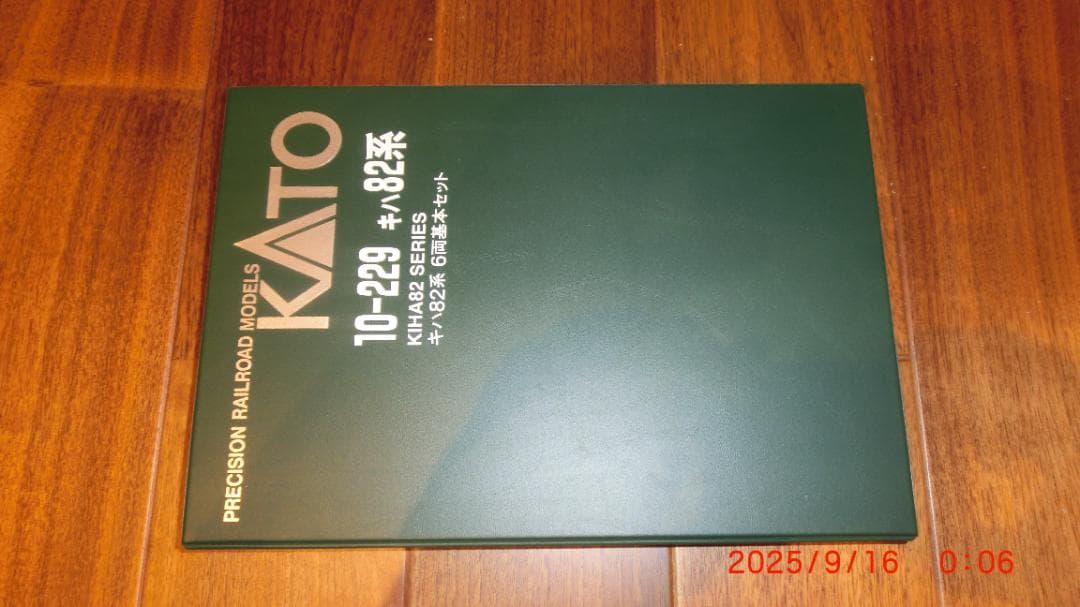 PRECISION RAILROAD MODELS
KATO
10-229 キハ82系
KIHA82 SERIES
キハ82系 6両基本セット
2025/9/16 0:06